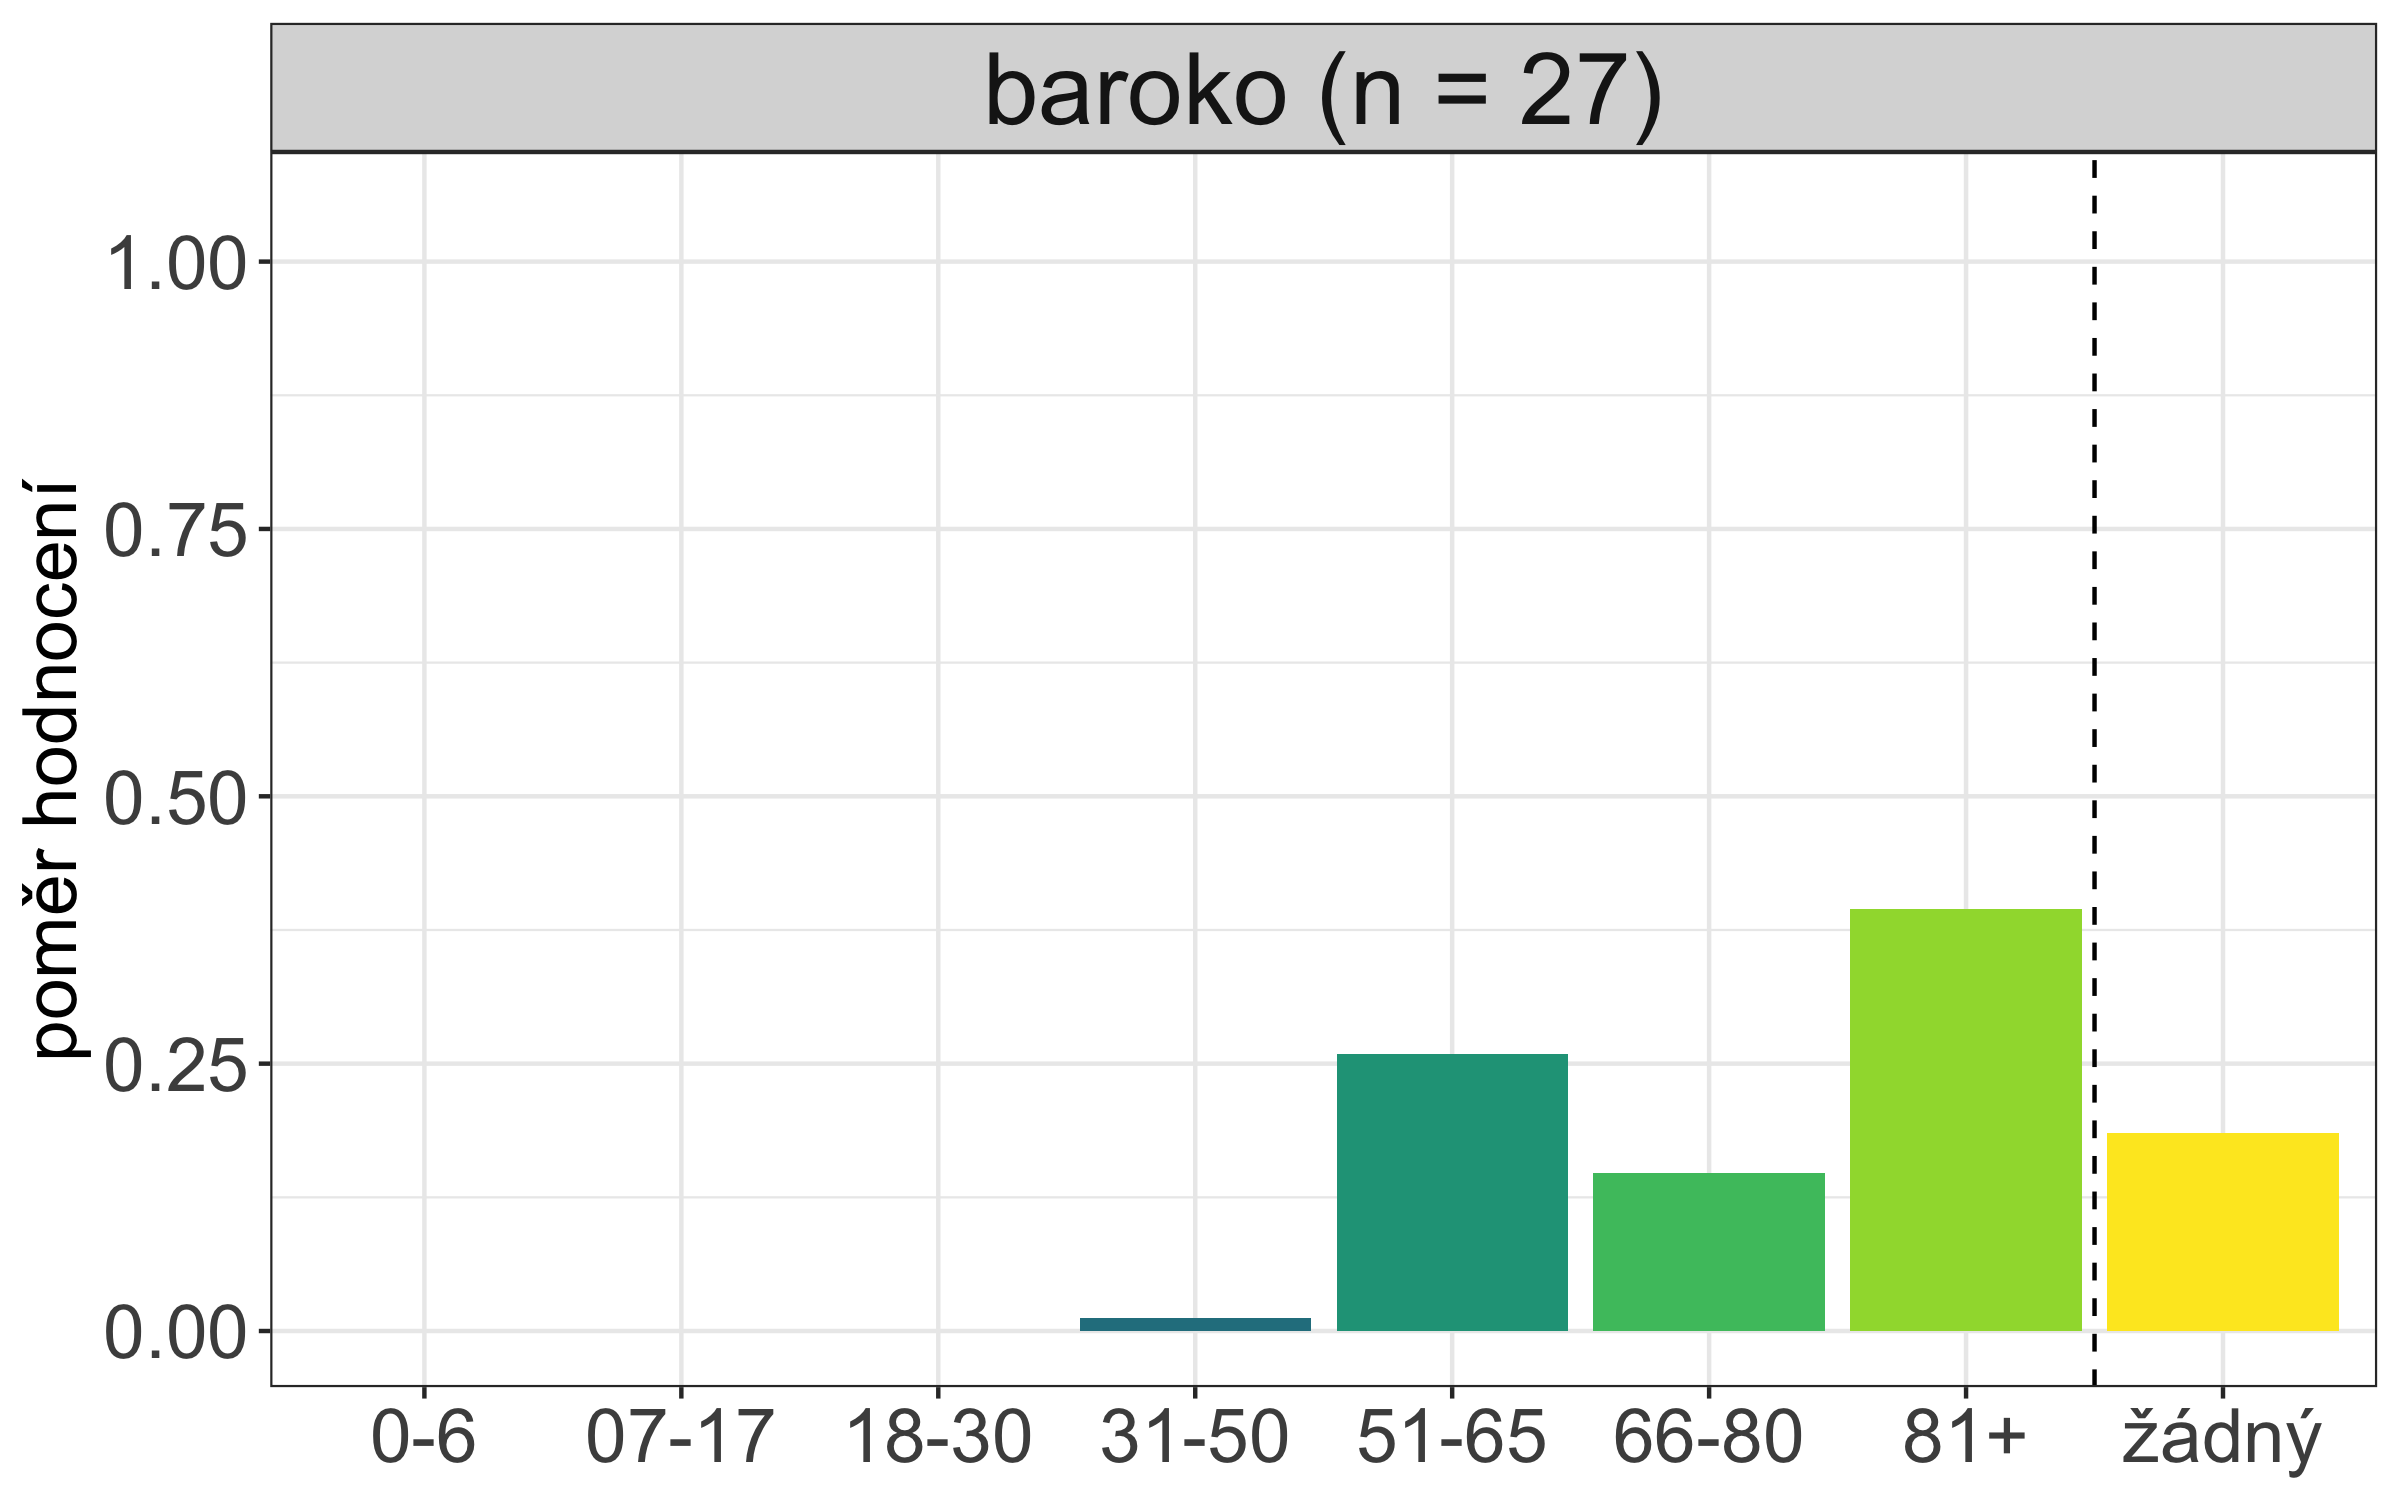 baroko (n = 27)
poměr hodnocení
1.00
0.75
0.50
0.25
0.00
0-6 07-17 18-30 31-50 51-65 66-80 81+ žádný